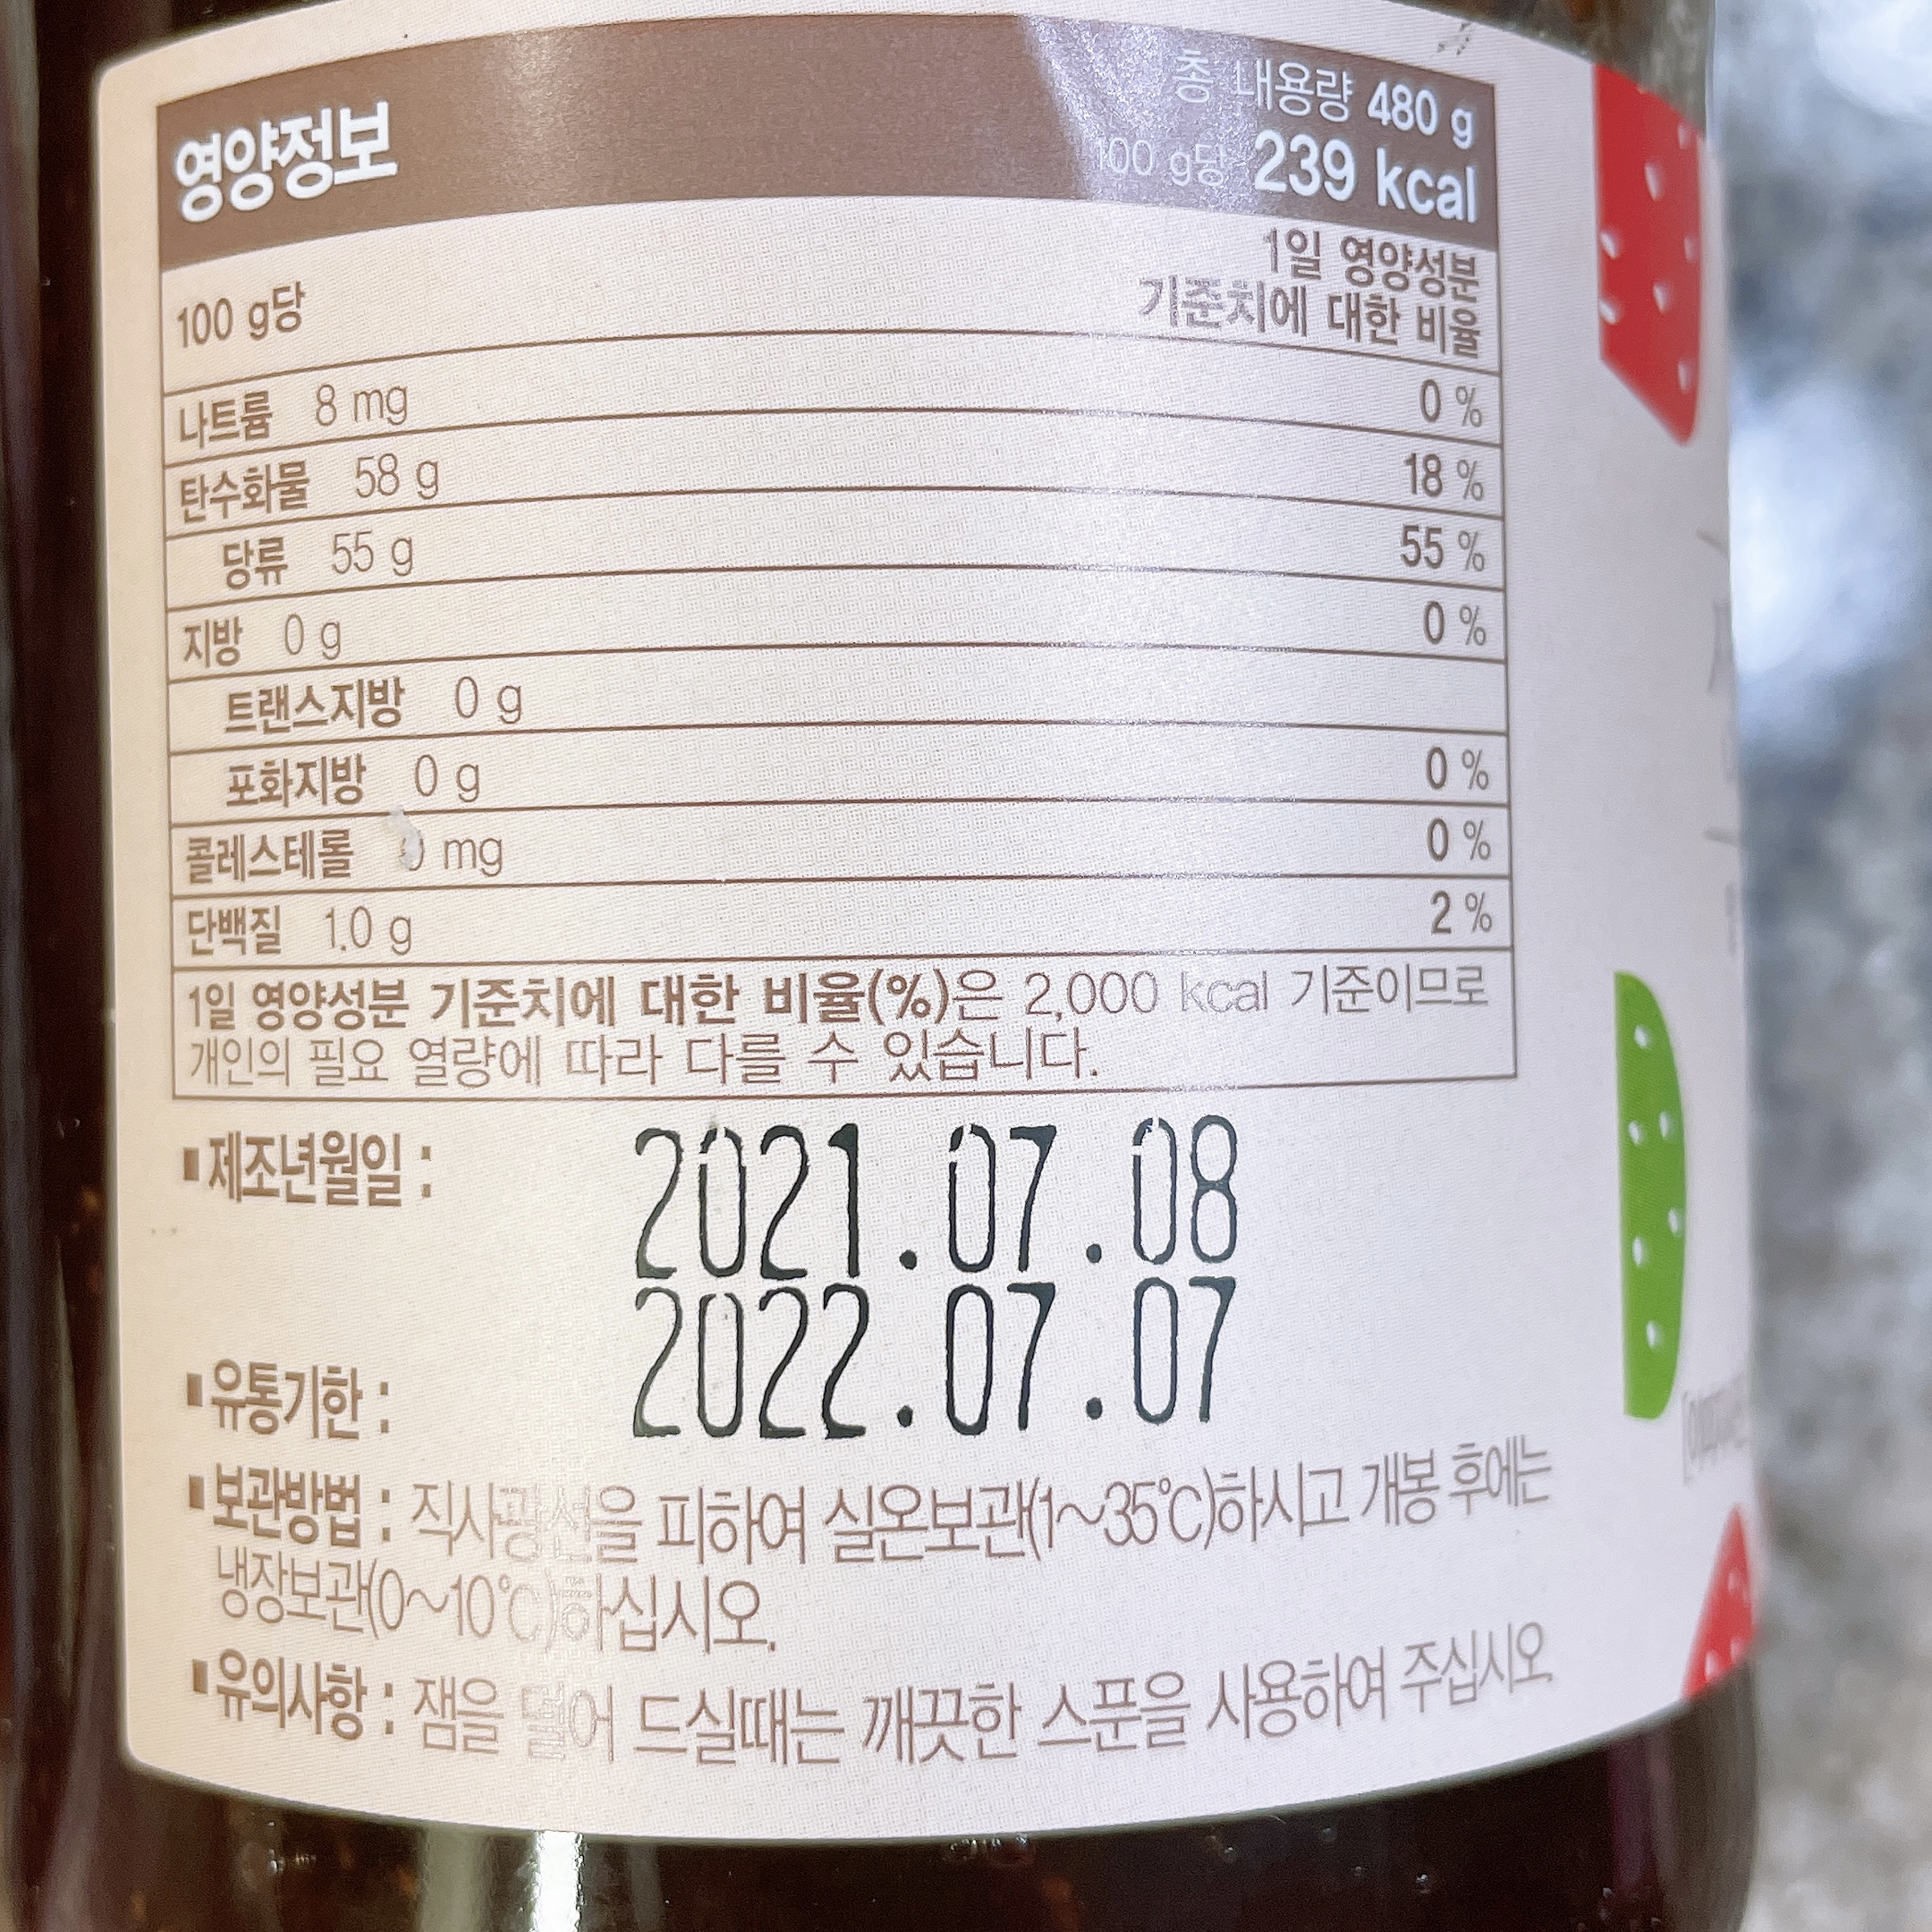 영양정보
총 내용량 480 g
100 g당 239 kcal
100 g당
1일 영양성분
기준치에 대한 비율
나트륨 8 mg 0 %
탄수화물 58 g 18 %
당류 55 g 55 %
지방 0 g 0 %
트랜스지방 0 g
포화지방 0 g 0 %
콜레스테롤 0 mg 0 %
단백질 1.0 g 2 %
1일 영양성분 기준치에 대한 비율(%)은 2,000 kcal 기준이므로
개인의 필요 열량에 따라 다를 수 있습니다.
▪제조년월일 : 2021.07.08
2022.07.07
▪유통기한 :
▪보관방법 : 직사광선을 피하여 실온보관(1~35℃)하시고 개봉 후에는
냉장보관(0~10℃)하십시오.
▪유의사항 : 잼을 덜어 드실때는 깨끗한 스푼을 사용하여 주십시오.